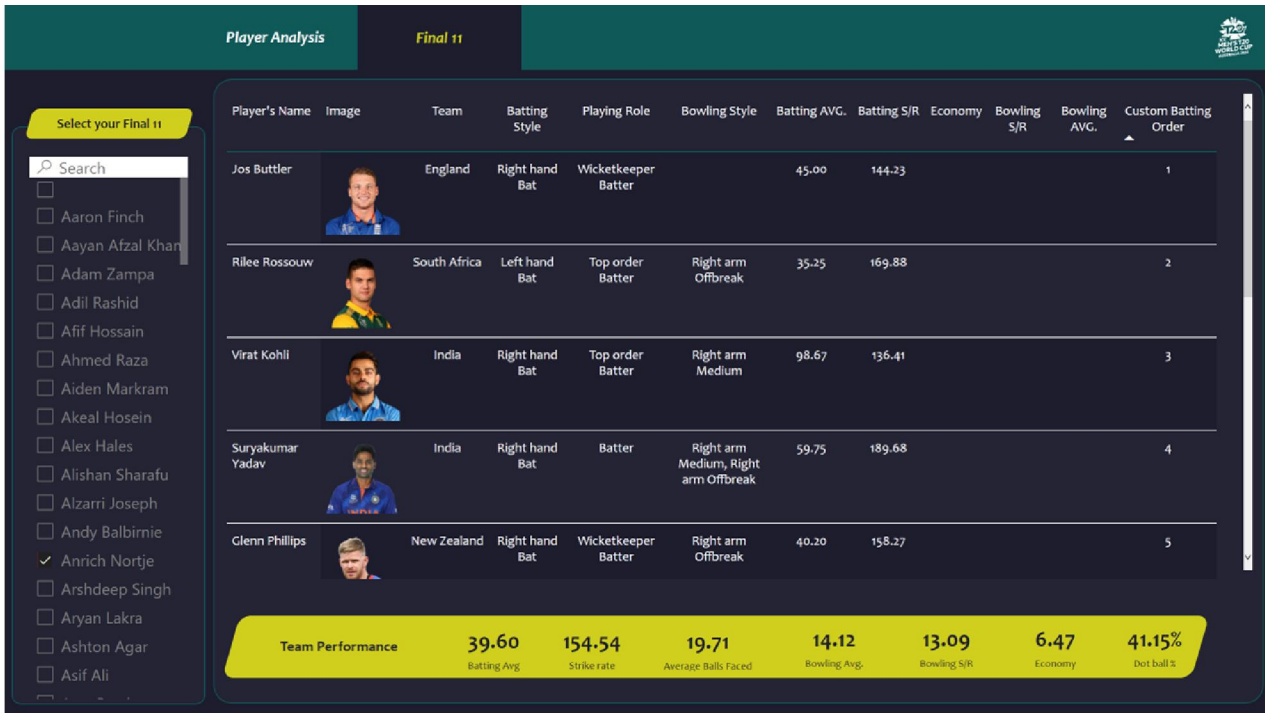 Player Analysis
Final 11
MEN'S T20
WORLD CUP
Select your Final 11
Search
Aaron Finch
Aayan Afzal Khan
Adam Zampa
Adil Rashid
Afif Hossain
Ahmed Raza
Aiden Markram
Akeal Hosein
Alex Hales
Alishan Sharafu
Alzarri Joseph
Andy Balbirnie
Anrich Nortje
Arshdeep Singh
Aryan Lakra
Ashton Agar
Asif Ali
Player's Name Image Team Batting Playing Role Bowling Style Batting AVG. Batting S/R Economy Bowling Bowling Custom Batting
Style S/R AVG. Order
Jos Buttler England Right hand Wicketkeeper 45.00 144.23 1
Bat Batter
Rilee Rossouw South Africa Left hand Top order Right arm 35.25 169.88 2
Bat Batter Offbreak
Virat Kohli India Right hand Top order Right arm 98.67 136.41 3
Bat Batter Medium
Suryakumar India Right hand Batter Right arm 59.75 189.68 4
Yadav Bat Medium, Right
arm Offbreak
INDIA
Glenn Phillips New Zealand Right hand Wicketkeeper Right arm 40.20 158.27 5
Bat Batter Offbreak
Team Performance 39.60 154.54 19.71 14.12 13.09 6.47 41.15%
Batting Avg Strike rate Average Balls Faced Bowling Avg. Bowling S/R Economy Dot ball %